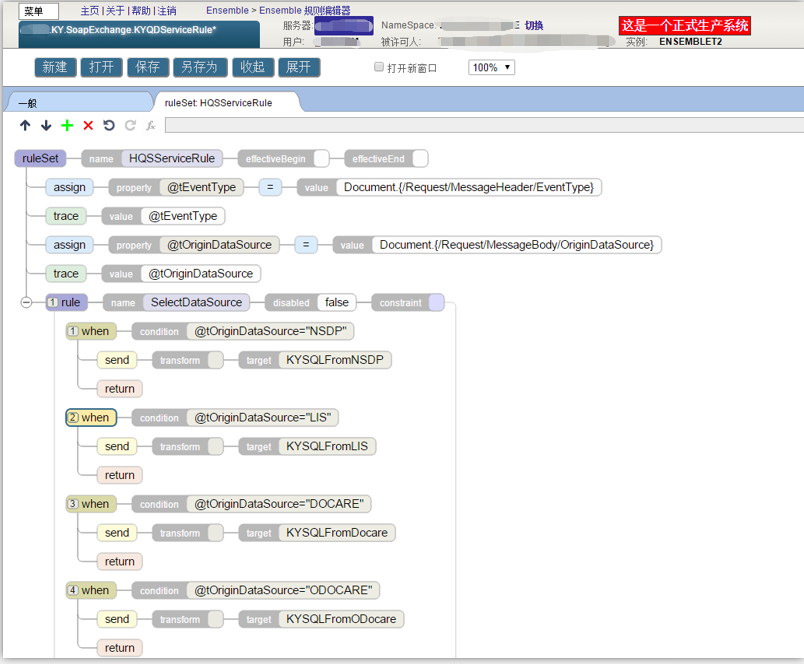 菜单 主页 | 关于 | 帮助 | 注销 Ensemble > Ensemble 规则编辑器
.KY.SoapExchange.KYQDServiceRule*
服务器: NameSpace: 切换 这是一个正式生产系统
用户: 被许可人: 实例: ENSEMBLET2
新建 打开 保存 另存为 收起 展开 打开新窗口 100%
一般 ruleSet: HQSServiceRule
fx
ruleSet name HQSServiceRule effectiveBegin effectiveEnd
assign property @tEventType = value Document.{/Request/MessageHeader/EventType}
trace value @tEventType
assign property @tOriginDataSource = value Document.{/Request/MessageBody/OriginDataSource}
trace value @tOriginDataSource
1 rule name SelectDataSource disabled false constraint
1 when condition @tOriginDataSource="NSDP"
send transform target KYSQLFromNSDP
return
2 when condition @tOriginDataSource="LIS"
send transform target KYSQLFromLIS
return
3 when condition @tOriginDataSource="DOCARE"
send transform target KYSQLFromDocare
return
4 when condition @tOriginDataSource="ODOCARE"
send transform target KYSQLFromODocare
return